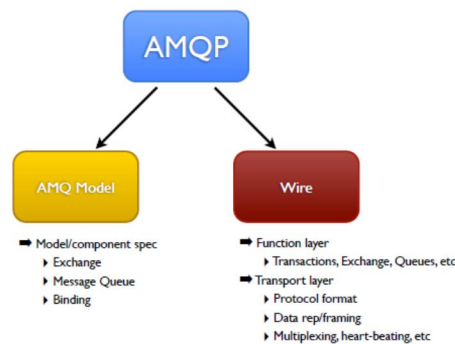 AMQP
AMQ Model
Wire
Model/component spec
Exchange
Message Queue
Binding
Function layer
Transactions, Exchange, Queues, etc
Transport layer
Protocol format
Data rep/framing
Multiplexing, heart-beating, etc